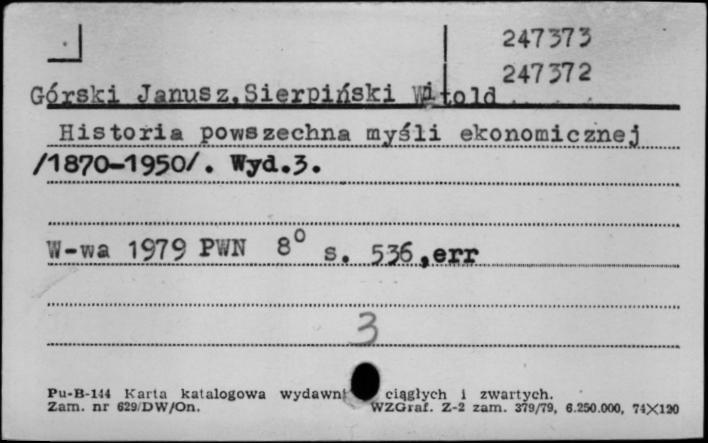 247373
247372
Górski Janusz,Sierpiński Witold
Historia powszechna myśli ekonomicznej
/1870-1950/. Wyd.3.
W-wa 1979 PWN 8° s. 536,err
3
Pu-B-144 Karta katalogowa wydawni ciągłych i zwartych.
Zam. nr 629/DW/On. WZGraf. Z-2 zam. 379/79, 6.250.000, 74X120